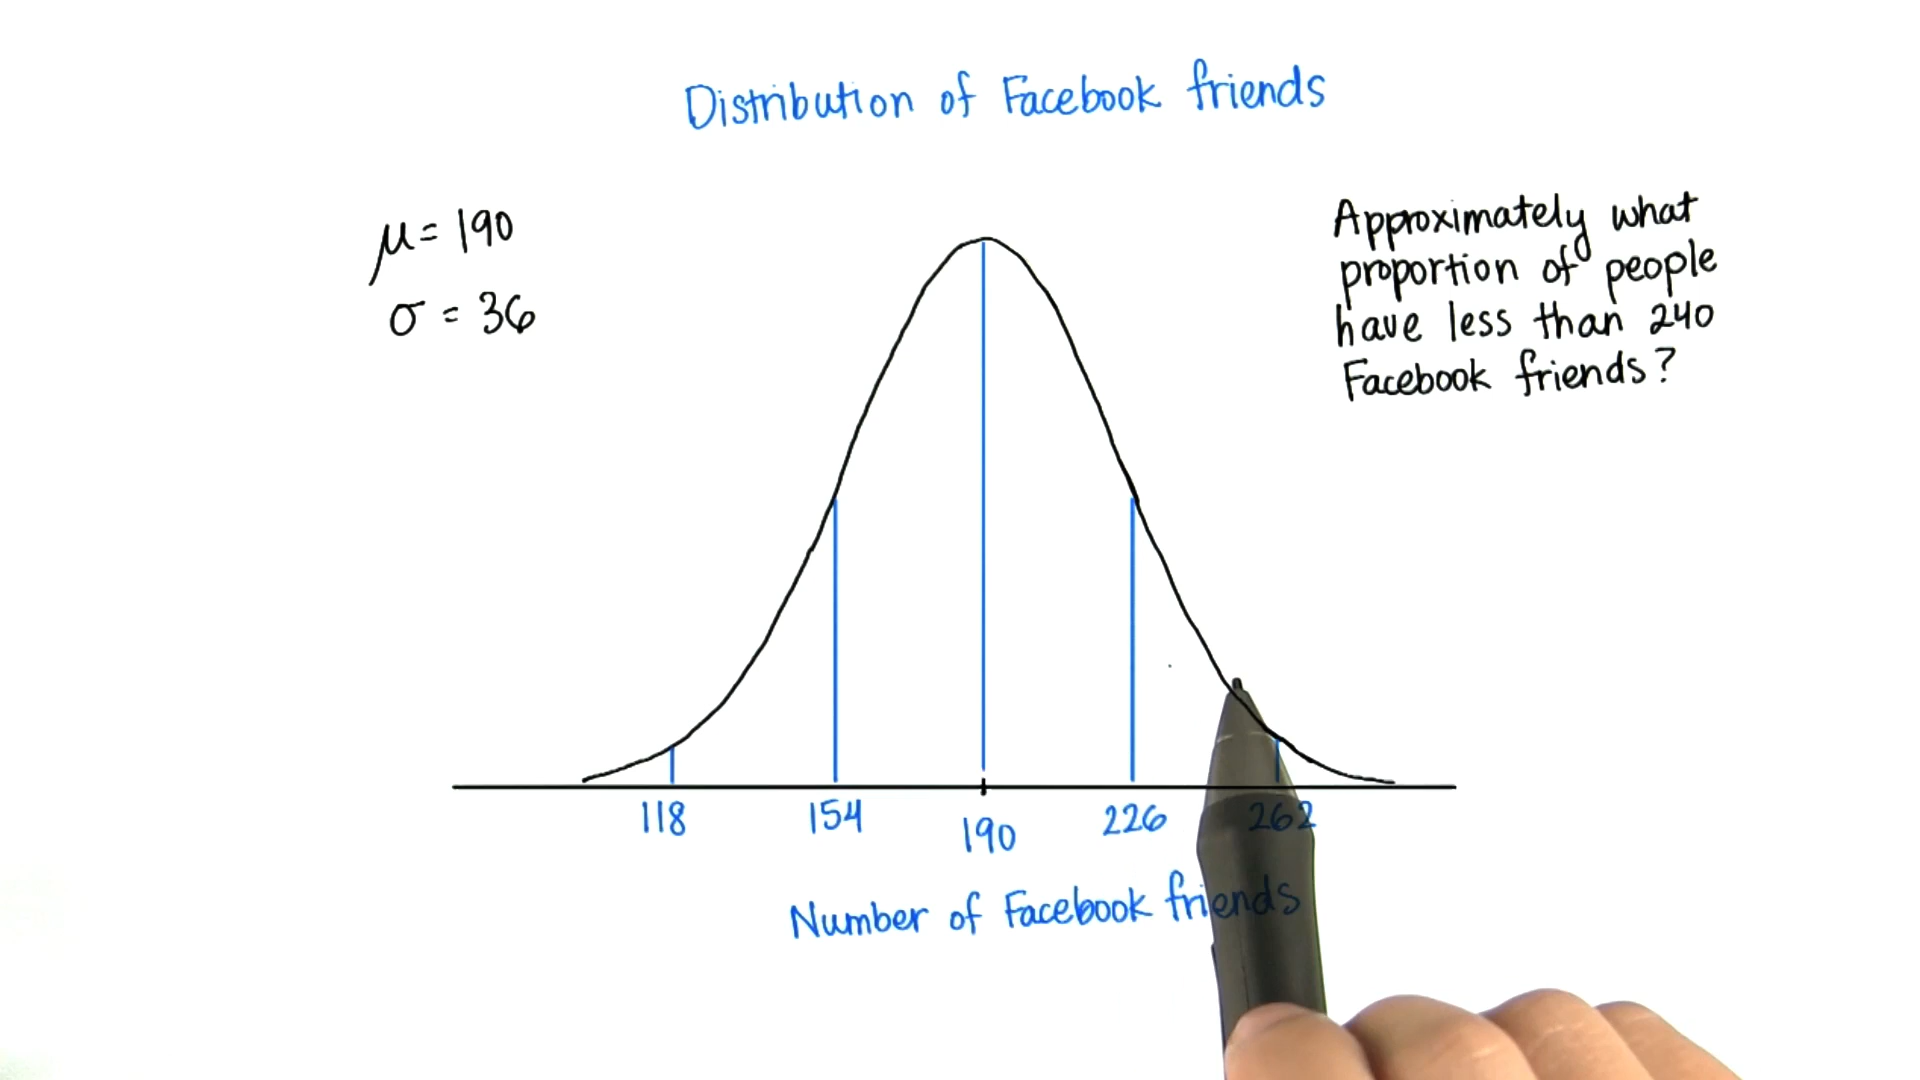 Distribution of Facebook friends
μ = 190
σ = 36
Approximately what
proportion of people
have less than 240
Facebook friends?
118 154 190 226 262
Number of Facebook friends